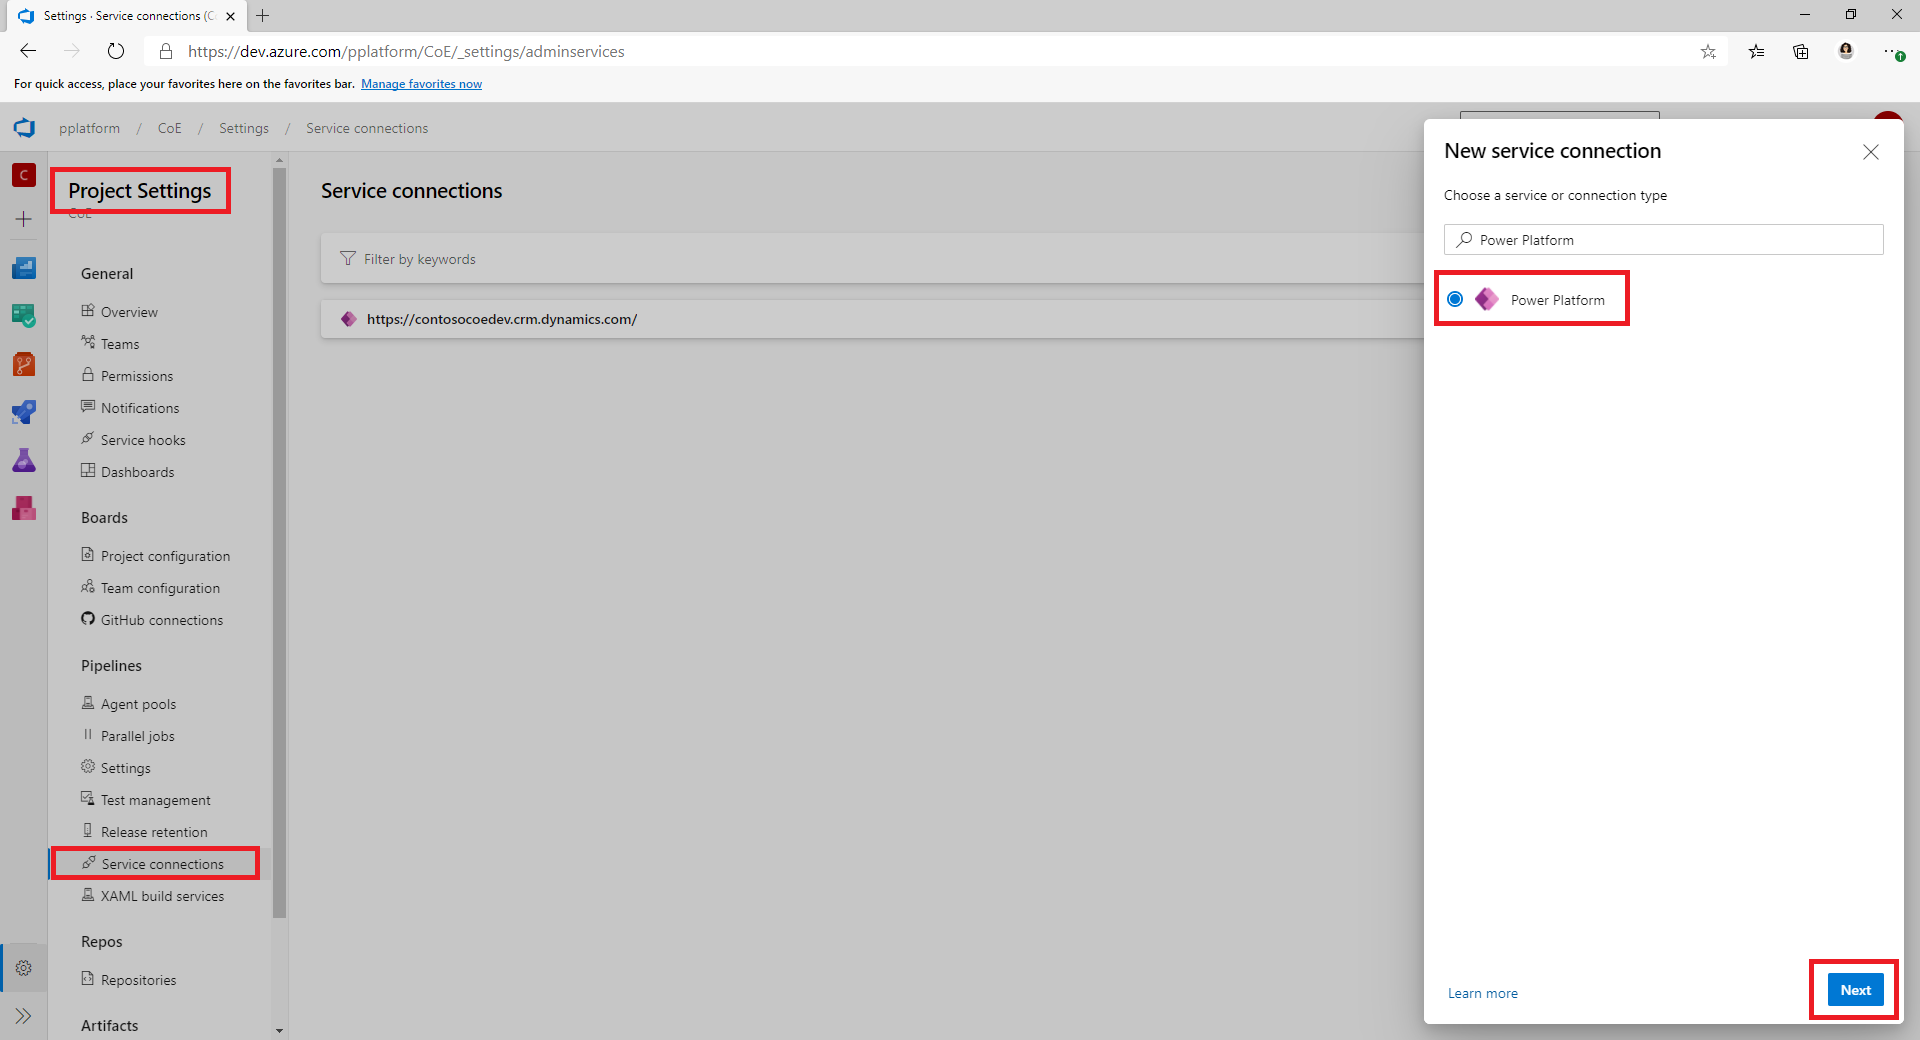 Settings · Service connections (C
https://dev.azure.com/pplatform/CoE/_settings/adminservices
For quick access, place your favorites here on the favorites bar. Manage favorites now
pplatform / CoE / Settings / Service connections
C
Project Settings
CoE
General
Overview
Teams
Permissions
Notifications
Service hooks
Dashboards
Boards
Project configuration
Team configuration
GitHub connections
Pipelines
Agent pools
Parallel jobs
Settings
Test management
Release retention
Service connections
XAML build services
Repos
Repositories
Artifacts
Service connections
Filter by keywords
https://contosocoedev.crm.dynamics.com/
New service connection
Choose a service or connection type
Power Platform
Power Platform
Learn more
Next